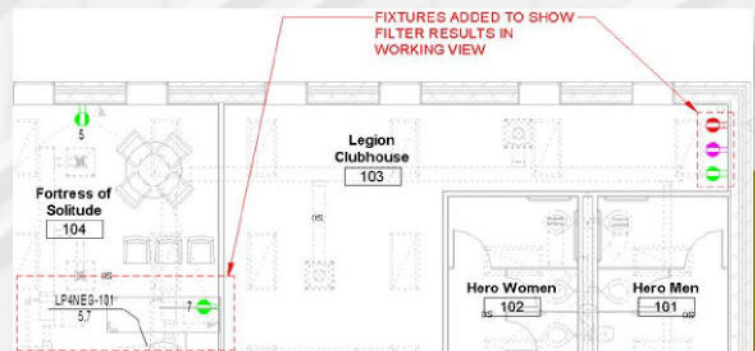 FIXTURES ADDED TO SHOW
FILTER RESULTS IN
WORKING VIEW
5
Legion
Clubhouse
103
Fortress of
Solitude
104
LP4NEG-101
5,7
7
Hero Women
102
Hero Men
101